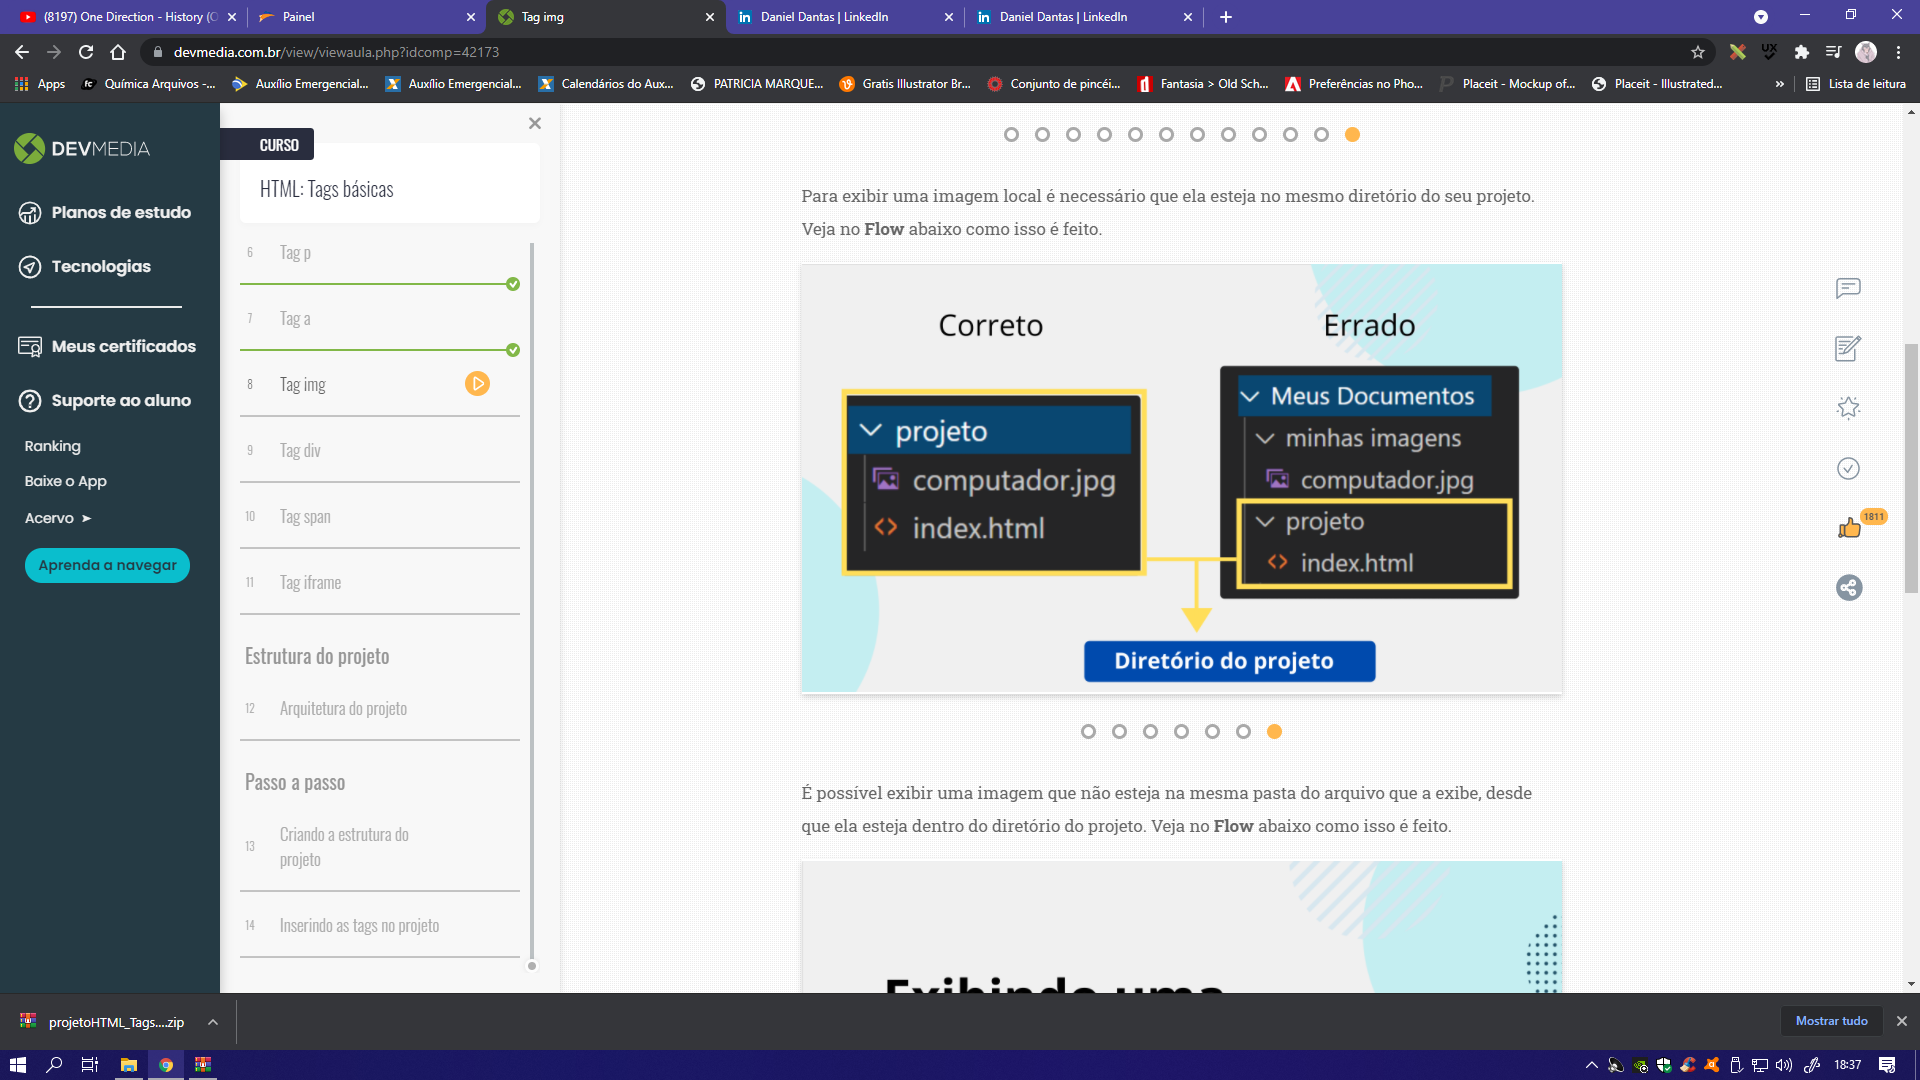 (8197) One Direction - History (O
Painel
Tag img
Daniel Dantas | LinkedIn
Daniel Dantas | LinkedIn
devmedia.com.br/view/viewaula.php?idcomp=42173
Apps
Química Arquivos -...
Auxílio Emergencial...
Auxílio Emergencial...
Calendários do Aux...
PATRICIA MARQUE...
Gratis Illustrator Br...
Conjunto de pincéi...
Fantasia > Old Sch...
Preferências no Pho...
Placeit - Mockup of...
Placeit - Illustrated...
»
Lista de leitura
DEVMEDIA
Planos de estudo
Tecnologias
Meus certificados
Suporte ao aluno
Ranking
Baixe o App
Acervo ➤
Aprenda a navegar
CURSO
HTML: Tags básicas
6 Tag p
7 Tag a
8 Tag img
9 Tag div
10 Tag span
11 Tag iframe
Estrutura do projeto
12 Arquitetura do projeto
Passo a passo
13 Criando a estrutura do
projeto
14 Inserindo as tags no projeto
Para exibir uma imagem local é necessário que ela esteja no mesmo diretório do seu projeto.
Veja no Flow abaixo como isso é feito.
Correto
projeto
computador.jpg
index.html
Errado
Meus Documentos
minhas imagens
computador.jpg
projeto
index.html
Diretório do projeto
É possível exibir uma imagem que não esteja na mesma pasta do arquivo que a exibe, desde
que ela esteja dentro do diretório do projeto. Veja no Flow abaixo como isso é feito.
Exibindo uma
1811
projetoHTML_Tags....zip
Mostrar tudo
18:37